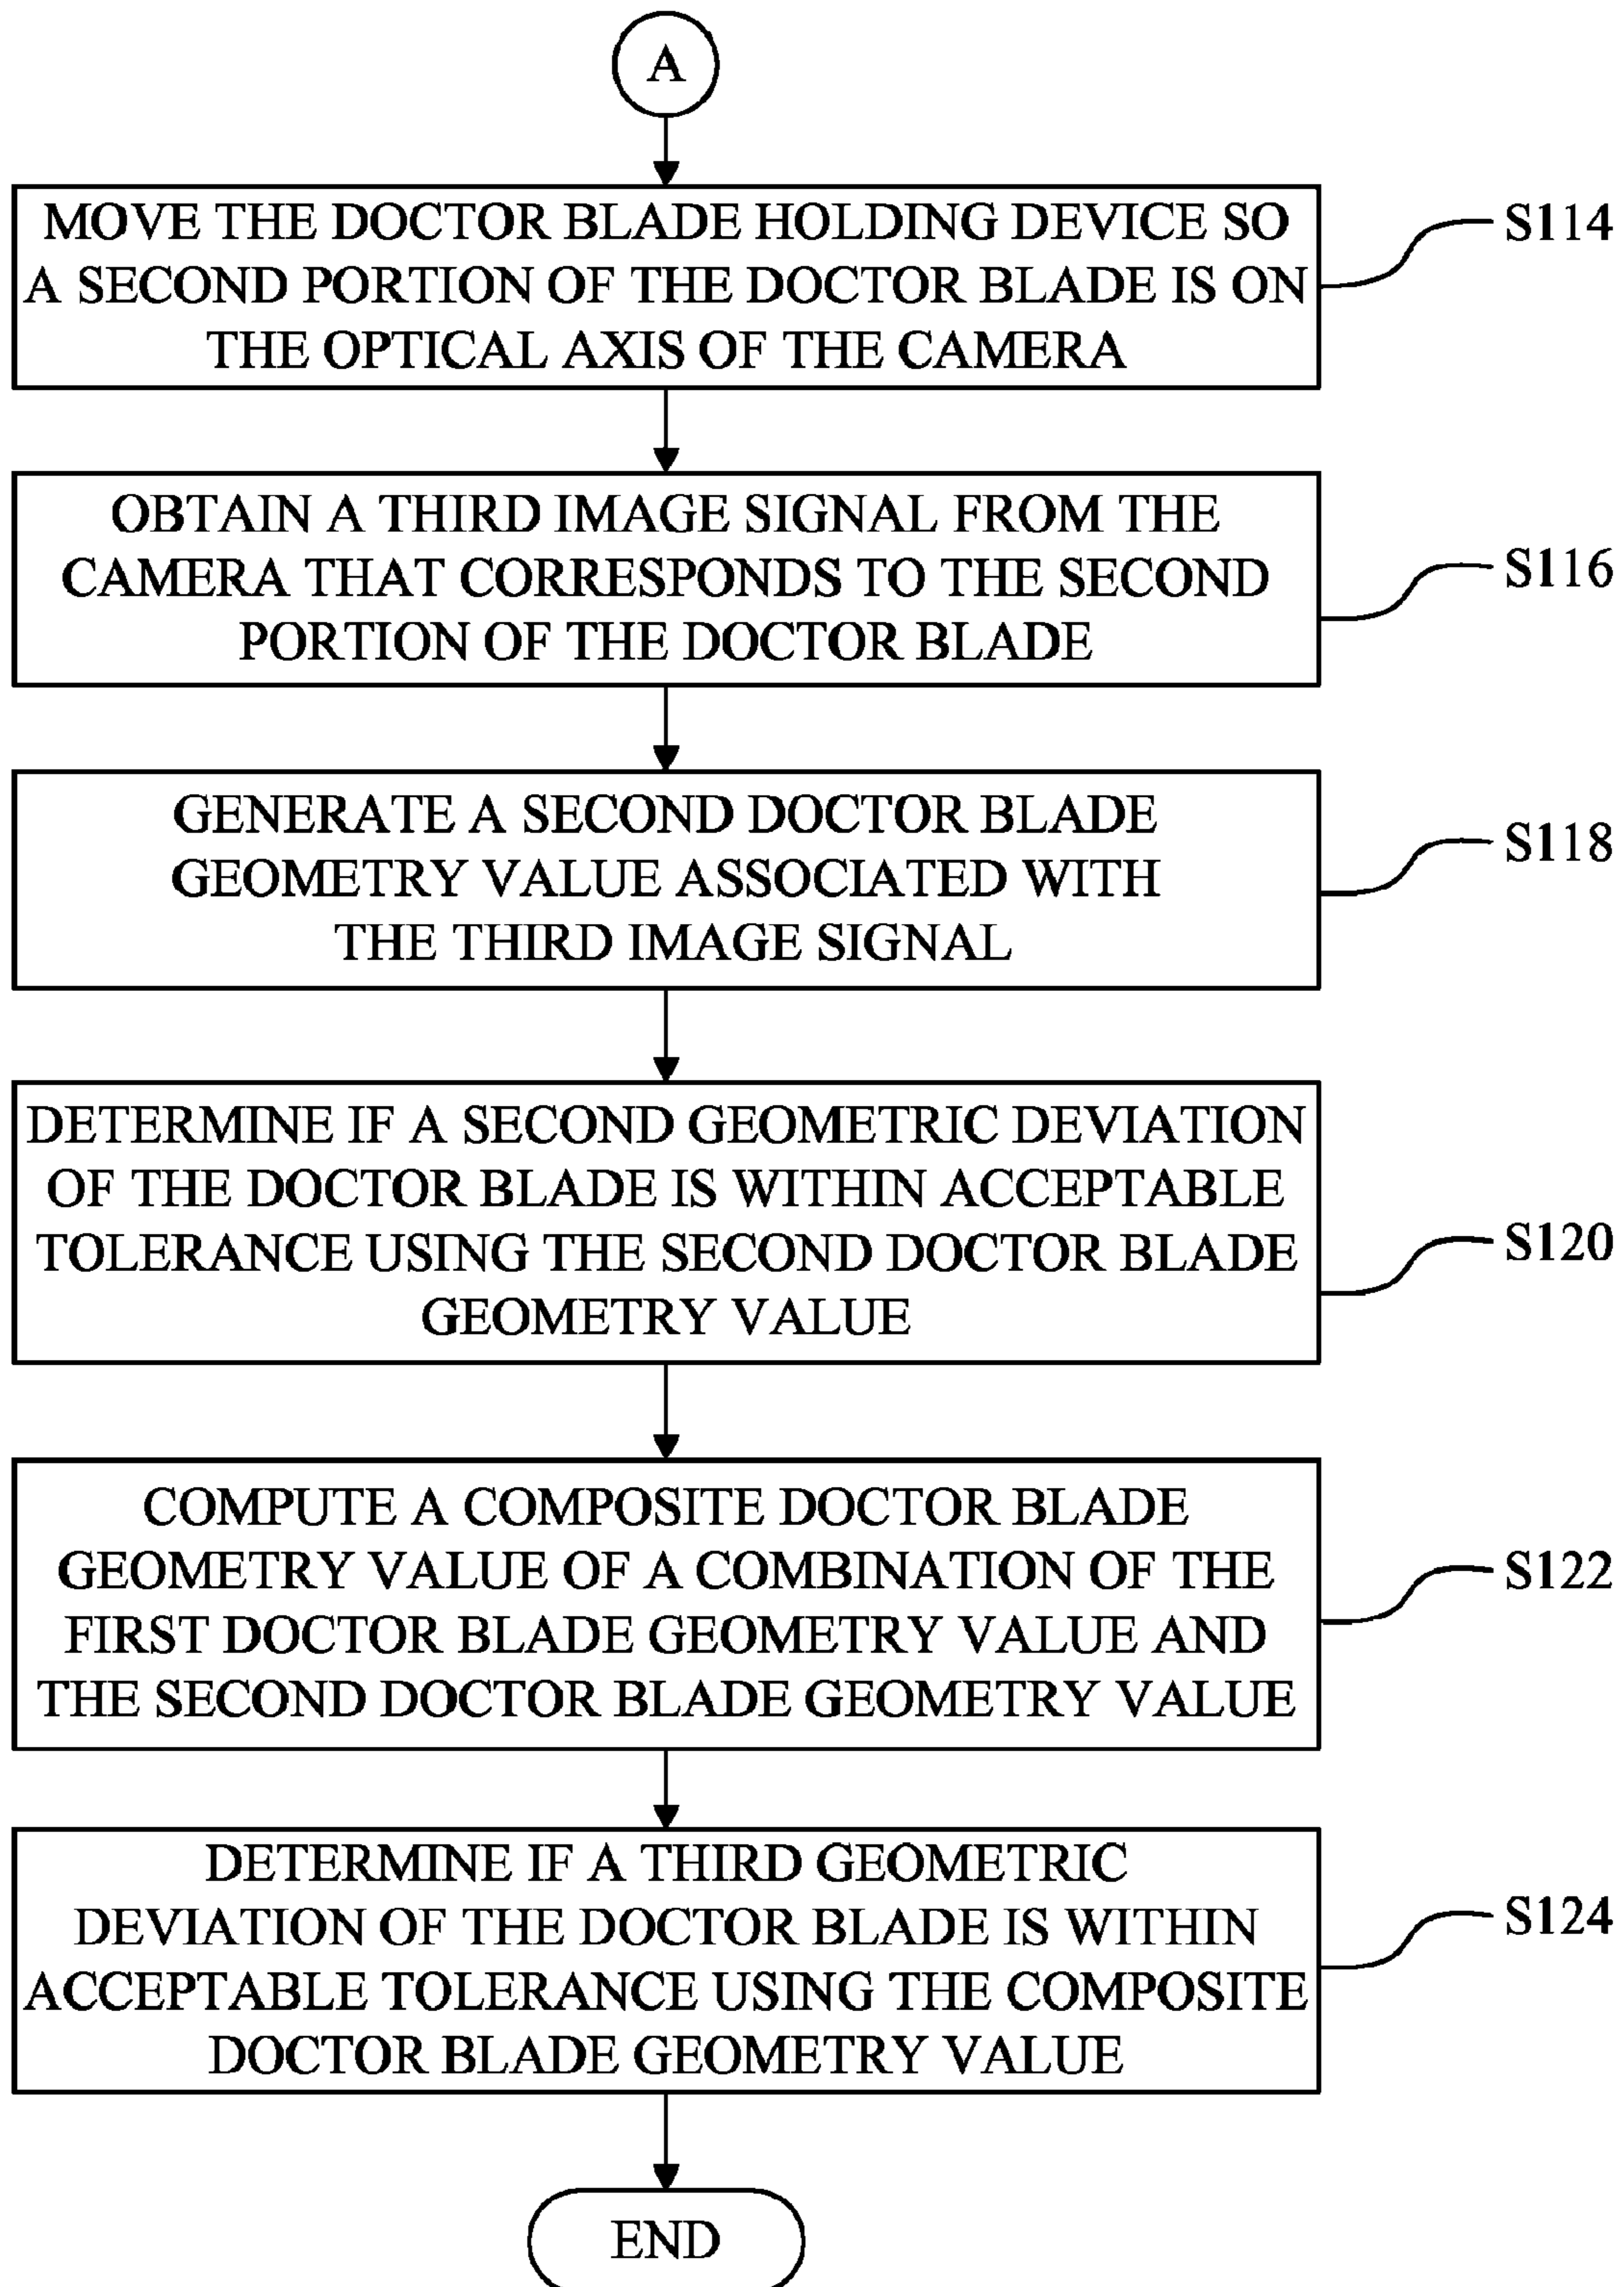 A
MOVE THE DOCTOR BLADE HOLDING DEVICE SO
A SECOND PORTION OF THE DOCTOR BLADE IS ON
THE OPTICAL AXIS OF THE CAMERA
S114
OBTAIN A THIRD IMAGE SIGNAL FROM THE
CAMERA THAT CORRESPONDS TO THE SECOND
PORTION OF THE DOCTOR BLADE
S116
GENERATE A SECOND DOCTOR BLADE
GEOMETRY VALUE ASSOCIATED WITH
THE THIRD IMAGE SIGNAL
S118
DETERMINE IF A SECOND GEOMETRIC DEVIATION
OF THE DOCTOR BLADE IS WITHIN ACCEPTABLE
TOLERANCE USING THE SECOND DOCTOR BLADE
GEOMETRY VALUE
S120
COMPUTE A COMPOSITE DOCTOR BLADE
GEOMETRY VALUE OF A COMBINATION OF THE
FIRST DOCTOR BLADE GEOMETRY VALUE AND
THE SECOND DOCTOR BLADE GEOMETRY VALUE
S122
DETERMINE IF A THIRD GEOMETRIC
DEVIATION OF THE DOCTOR BLADE IS WITHIN
ACCEPTABLE TOLERANCE USING THE COMPOSITE
DOCTOR BLADE GEOMETRY VALUE
S124
END